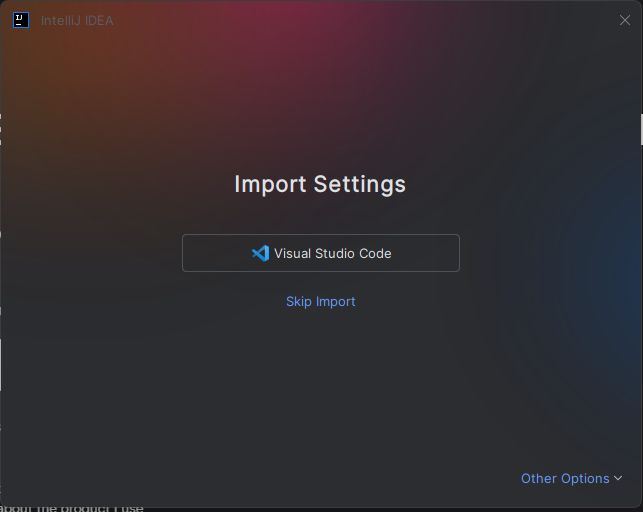 IntelliJ IDEA
Import Settings
Visual Studio Code
Skip Import
Other Options
about the product I use